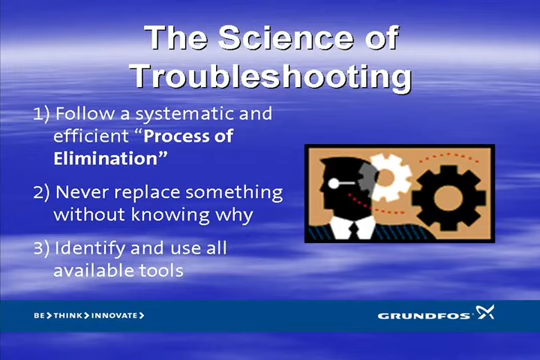 The Science of
Troubleshooting
1) Follow a systematic and
efficient “Process of
Elimination”
2) Never replace something
without knowing why
3) Identify and use all
available tools
BE > THINK > INNOVATE >
GRUNDFOS